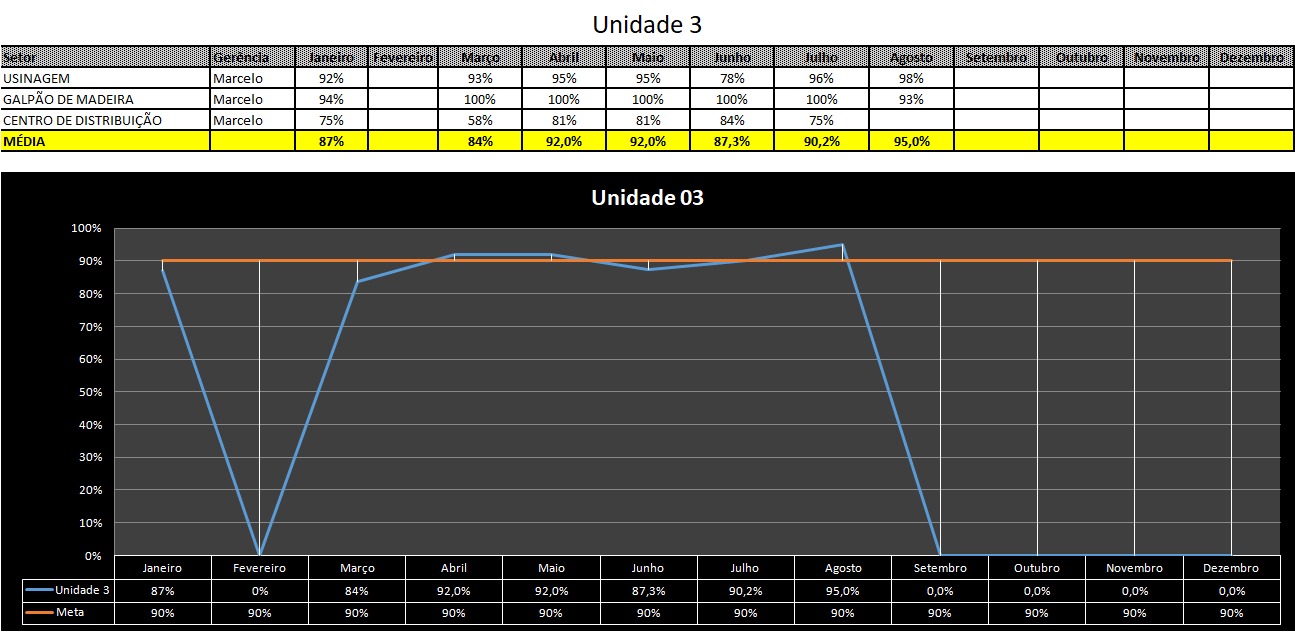 Unidade 3
Setor Gerência Janeiro Fevereiro Março Abril Maio Junho Julho Agosto Setembro Outubro Novembro Dezembro
USINAGEM Marcelo 92% 93% 95% 95% 78% 96% 98%
GALPÃO DE MADEIRA Marcelo 94% 100% 100% 100% 100% 100% 93%
CENTRO DE DISTRIBUIÇÃO Marcelo 75% 58% 81% 81% 84% 75%
MÉDIA 87% 84% 92,0% 92,0% 87,3% 90,2% 95,0%
Unidade 03
100%
90%
80%
70%
60%
50%
40%
30%
20%
10%
0%
Janeiro Fevereiro Março Abril Maio Junho Julho Agosto Setembro Outubro Novembro Dezembro
Unidade 3 87% 0% 84% 92,0% 92,0% 87,3% 90,2% 95,0% 0,0% 0,0% 0,0% 0,0%
Meta 90% 90% 90% 90% 90% 90% 90% 90% 90% 90% 90% 90%